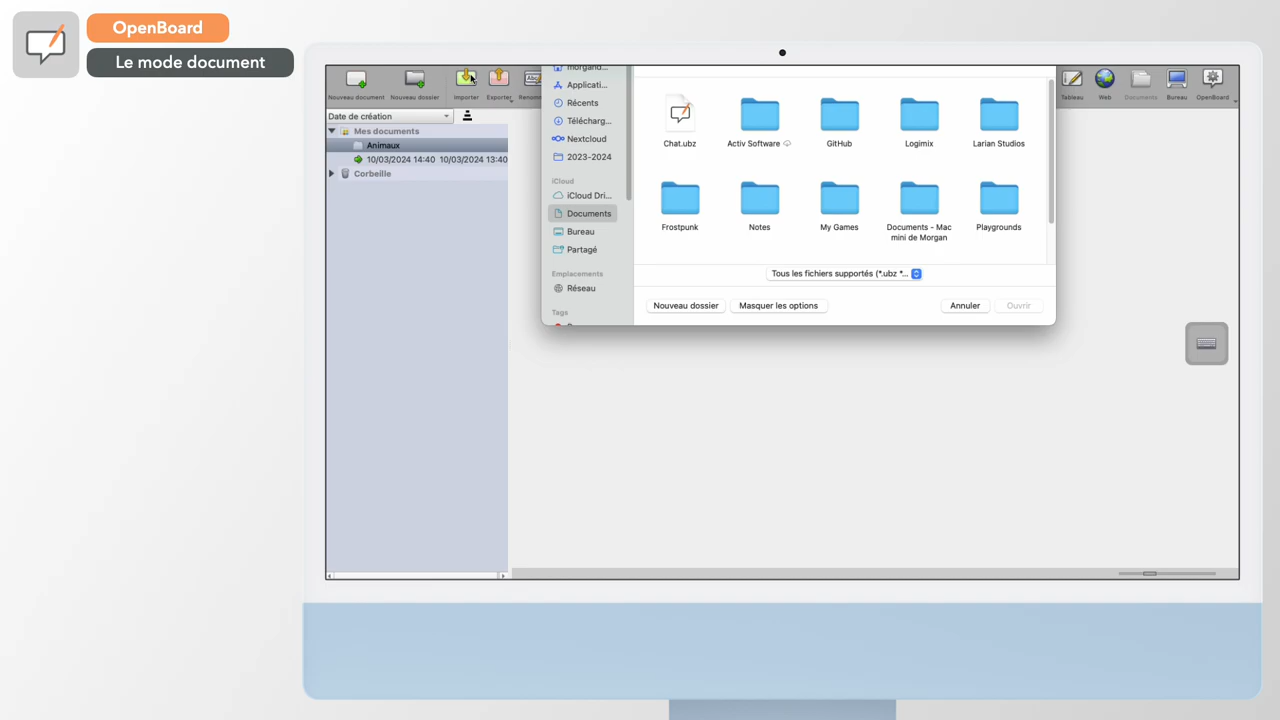 OpenBoard
Le mode document
Nouveau document
Nouveau dossier
Importer
Exporter
Renomm
Tableau
Web
Documents
Bureau
OpenBoard
Date de création
Mes documents
Animaux
10/03/2024 14:40 10/03/2024 13:40
Corbeille
morgand...
Applicati...
Récents
Télécharg...
Nextcloud
2023-2024
iCloud
iCloud Dri...
Documents
Bureau
Partagé
Emplacements
Réseau
Tags
Chat.ubz
Activ Software
GitHub
Logimix
Larian Studios
Frostpunk
Notes
My Games
Documents - Mac
mini de Morgan
Playgrounds
Tous les fichiers supportés (*.ubz *...
Nouveau dossier
Masquer les options
Annuler
Ouvrir